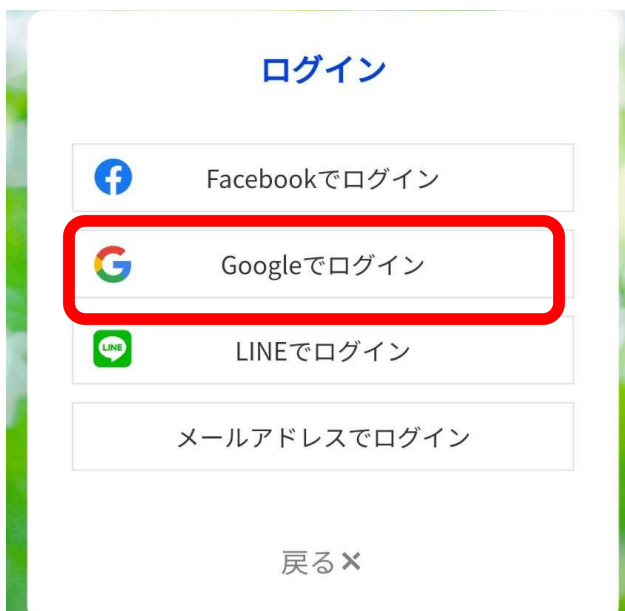 ログイン
Facebookでログイン
Googleでログイン
LINE
LINEでログイン
メールアドレスでログイン
戻る×